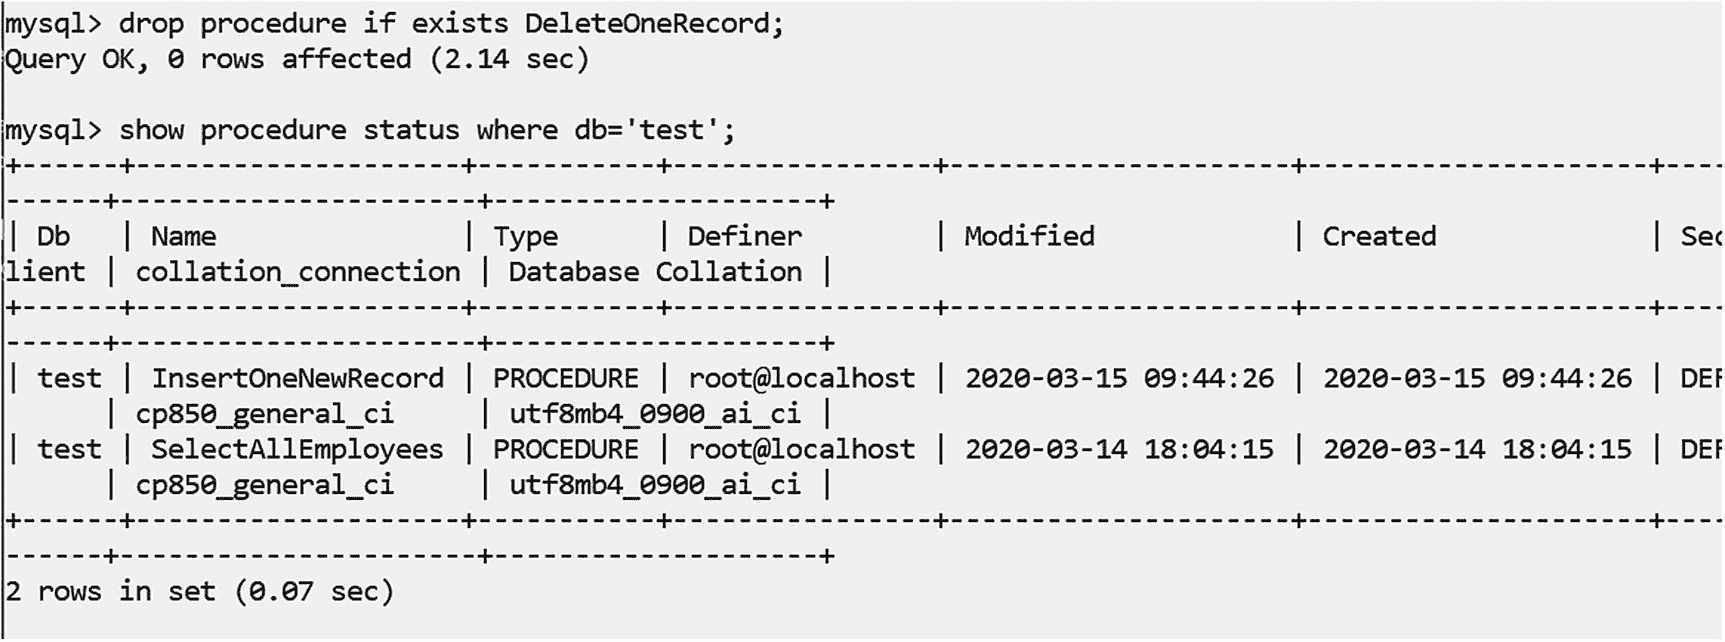 mysql> drop procedure if exists DeleteOneRecord;
Query OK, 0 rows affected (2.14 sec)
mysql> show procedure status where db='test';
+------+--------------------+-----------+----------------+---------------------+---------------------+----
------+----------------------+--------------------+
| Db   | Name               | Type      | Definer        | Modified            | Created             | Sec
lient | collation_connection | Database Collation |
+------+--------------------+-----------+----------------+---------------------+---------------------+----
------+----------------------+--------------------+
| test | InsertOneNewRecord | PROCEDURE | root@localhost | 2020-03-15 09:44:26 | 2020-03-15 09:44:26 | DEF
      | cp850_general_ci     | utf8mb4_0900_ai_ci |
| test | SelectAllEmployees | PROCEDURE | root@localhost | 2020-03-14 18:04:15 | 2020-03-14 18:04:15 | DEF
      | cp850_general_ci     | utf8mb4_0900_ai_ci |
+------+--------------------+-----------+----------------+---------------------+---------------------+----
------+----------------------+--------------------+
2 rows in set (0.07 sec)